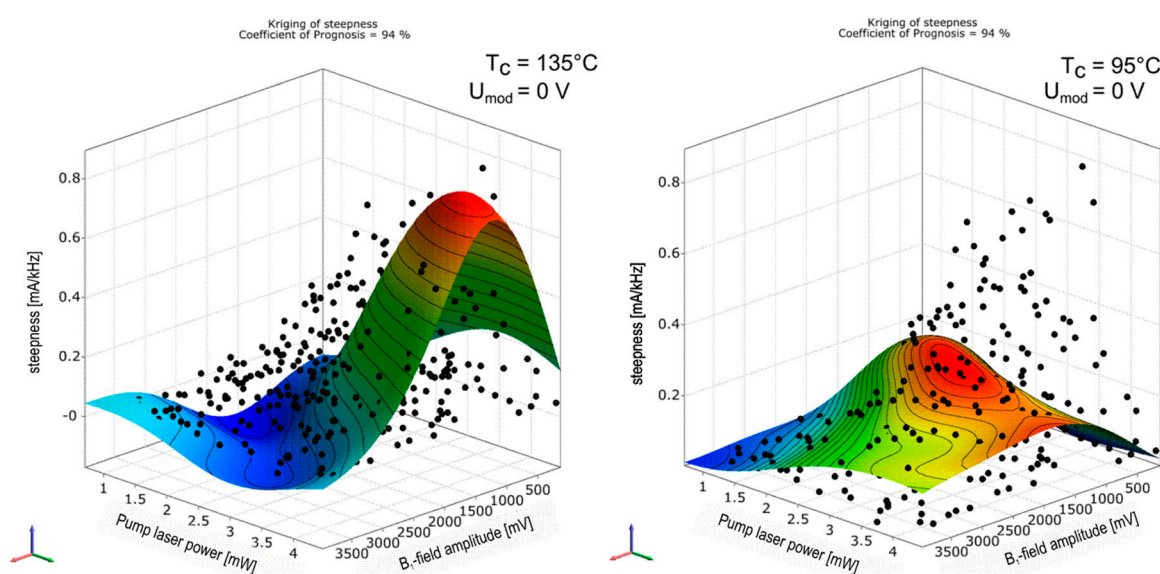 Kriging of steepness
Coefficient of Prognosis = 94 %
T_C = 135°C
U_mod = 0 V
0.8
0.6
0.4
0.2
-0
steepness [mA/kHz]
1
1.5
2
2.5
3
3.5
4
Pump laser power [mW]
3500
3000
2500
2000
1500
1000
500
B₁-field amplitude [mV]
Kriging of steepness
Coefficient of Prognosis = 94 %
T_C = 95°C
U_mod = 0 V
0.8
0.6
0.4
0.2
steepness [mA/kHz]
1
1.5
2
2.5
3
3.5
4
Pump laser power [mW]
3500
3000
2500
2000
1500
1000
500
B₁-field amplitude [mV]